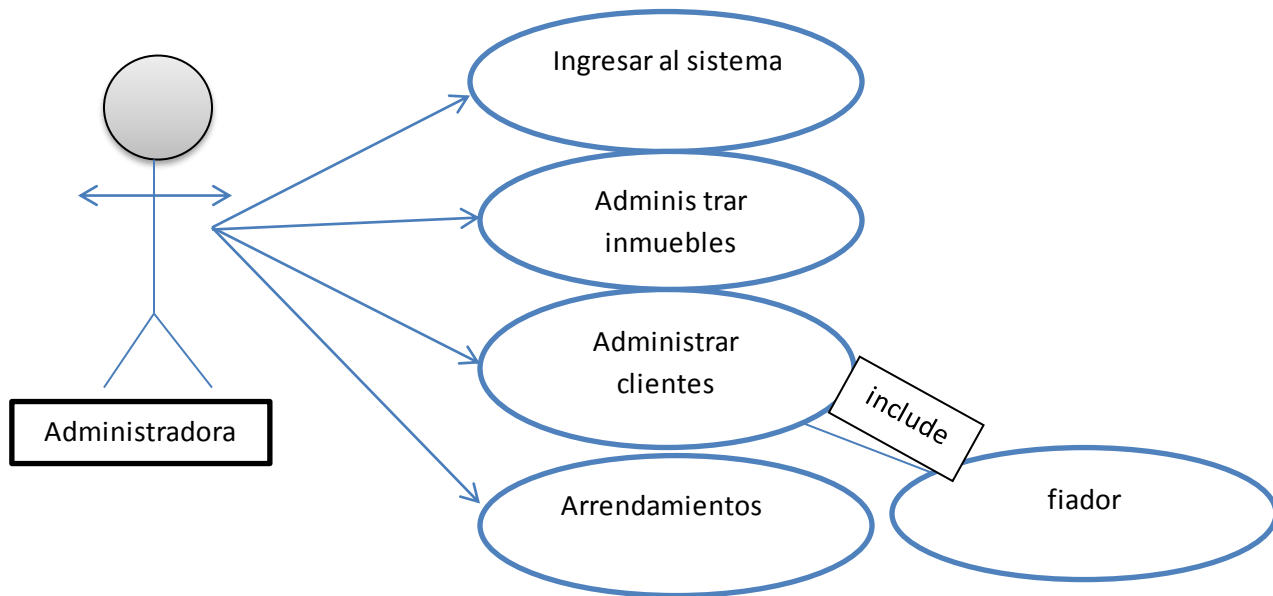 Ingresar al sistema
Adminis trar
inmuebles
Administrar
clientes
include
Administradora
Arrendamientos
fiador